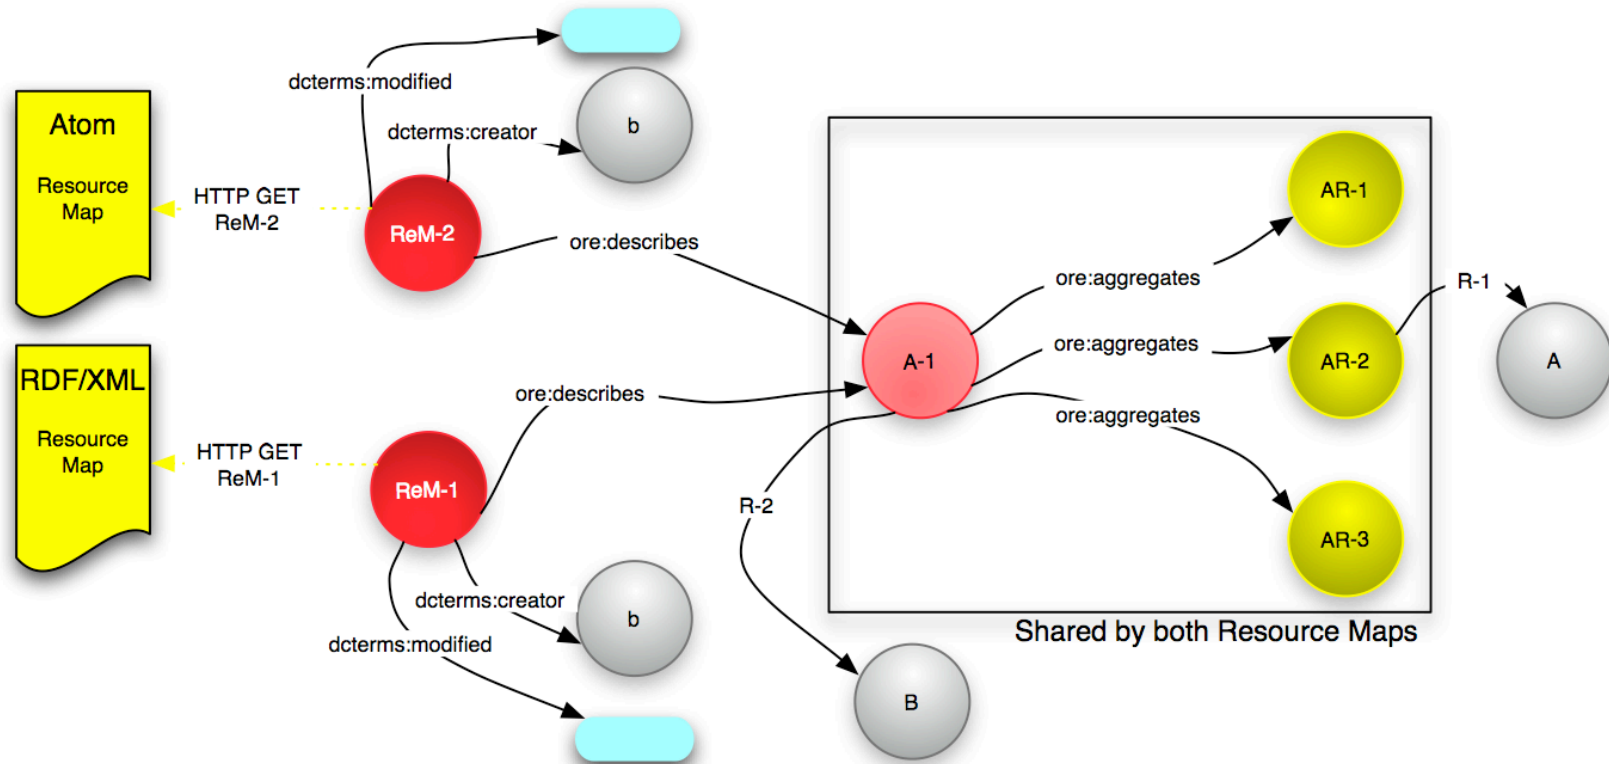 dcterms:modified
b
dcterms:creator
Atom
Resource
Map
HTTP GET
ReM-2
ReM-2
ore:describes
AR-1
ore:aggregates
R-1
A-1
ore:aggregates
AR-2
A
RDF/XML
Resource
Map
HTTP GET
ReM-1
ReM-1
ore:describes
ore:aggregates
R-2
AR-3
dcterms:creator
b
dcterms:modified
Shared by both Resource Maps
B